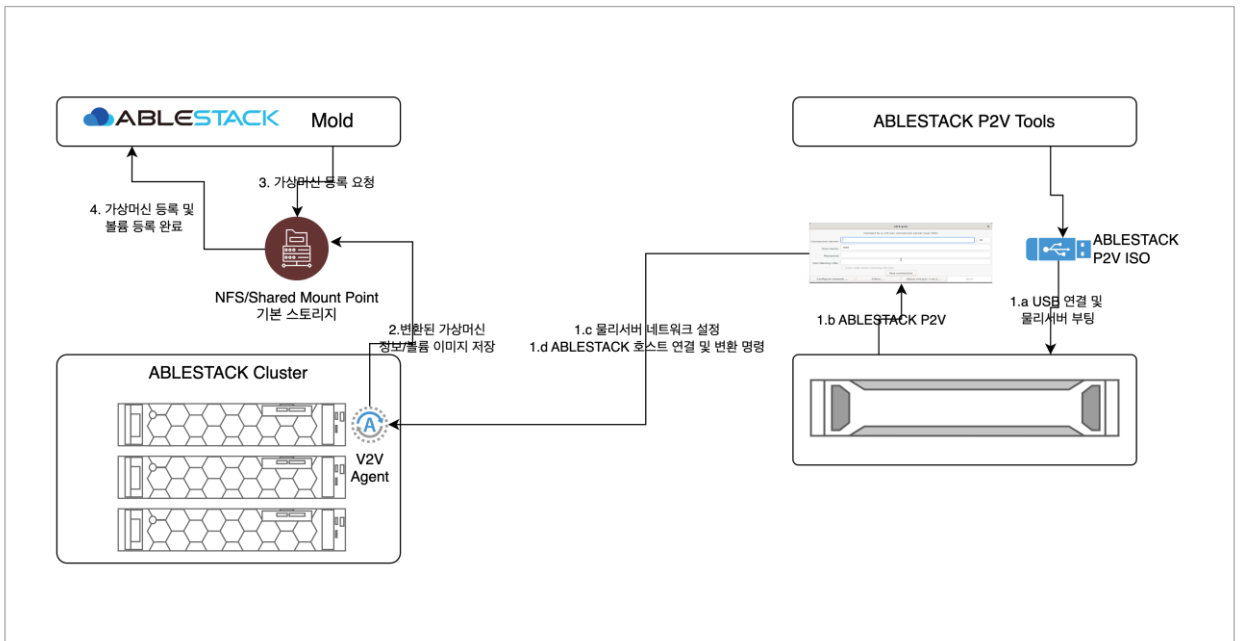 ABLESTACK Mold
ABLESTACK P2V Tools
3. 가상머신 등록 요청
4. 가상머신 등록 및
볼륨 등록 완료
NFS/Shared Mount Point
기본 스토리지
ABLESTACK
P2V ISO
1.a USB 연결 및
물리서버 부팅
1.b ABLESTACK P2V
2.변환된 가상머신
정보/볼륨 이미지 저장
1.c 물리서버 네트워크 설정
1.d ABLESTACK 호스트 연결 및 변환 명령
ABLESTACK Cluster
A
V2V
Agent